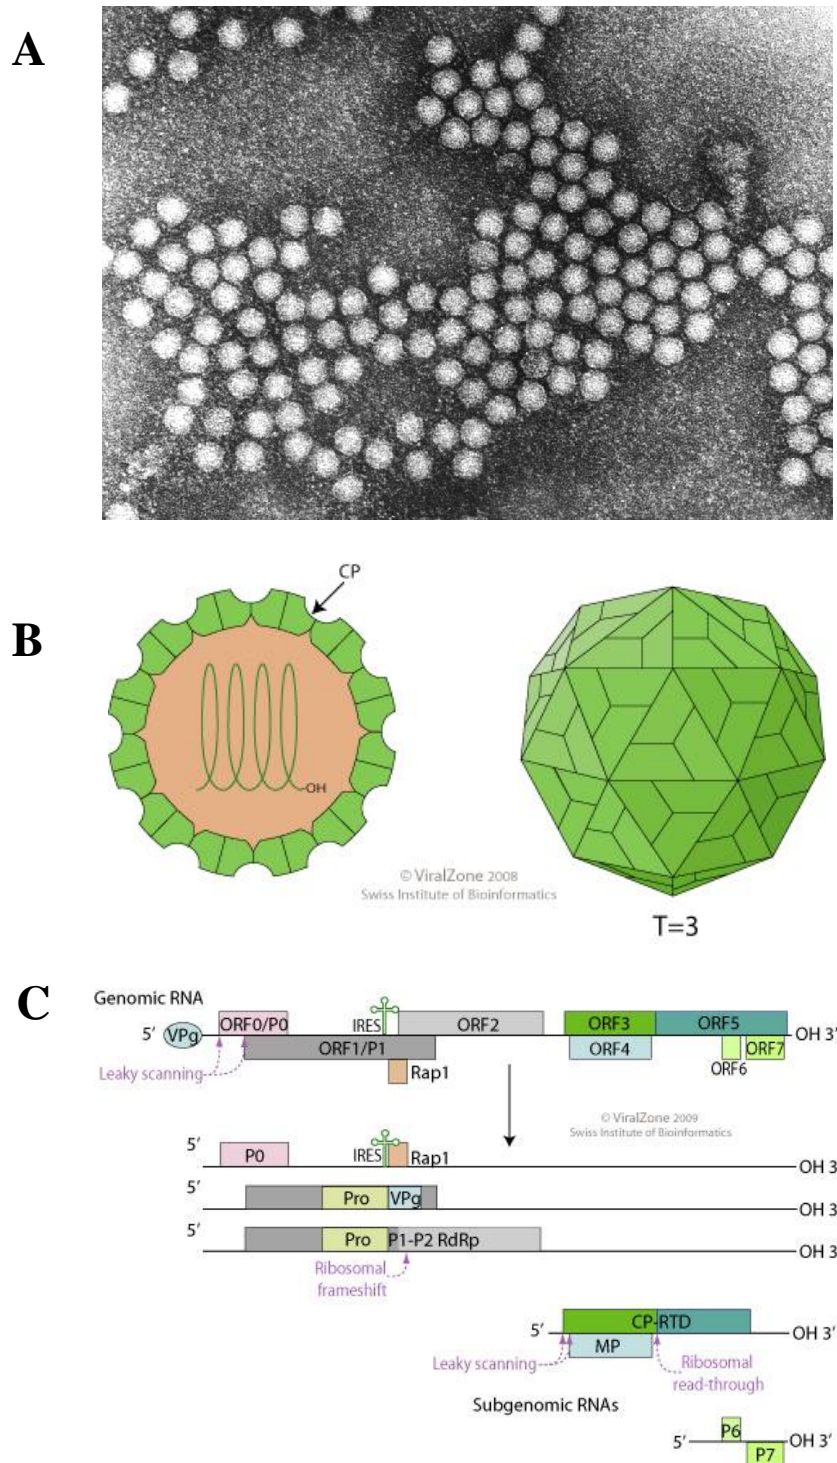 A
B
CP
OH
© ViralZone 2008
Swiss Institute of Bioinformatics
T=3
C
Genomic RNA
5′ VPg ORF0/P0 IRES ORF2 ORF3 ORF5 OH 3′
ORF1/P1 ORF4 ORF6 ORF7
Leaky scanning Rap1
© ViralZone 2009
Swiss Institute of Bioinformatics
5′ P0 IRES Rap1 OH 3
5′ Pro VPg OH 3
5′ Pro P1-P2 RdRp OH 3
Ribosomal
frameshift
5′ CP-RTD OH 3′
MP
Leaky scanning Ribosomal
read-through
Subgenomic RNAs
5′ P6 OH 3′
P7